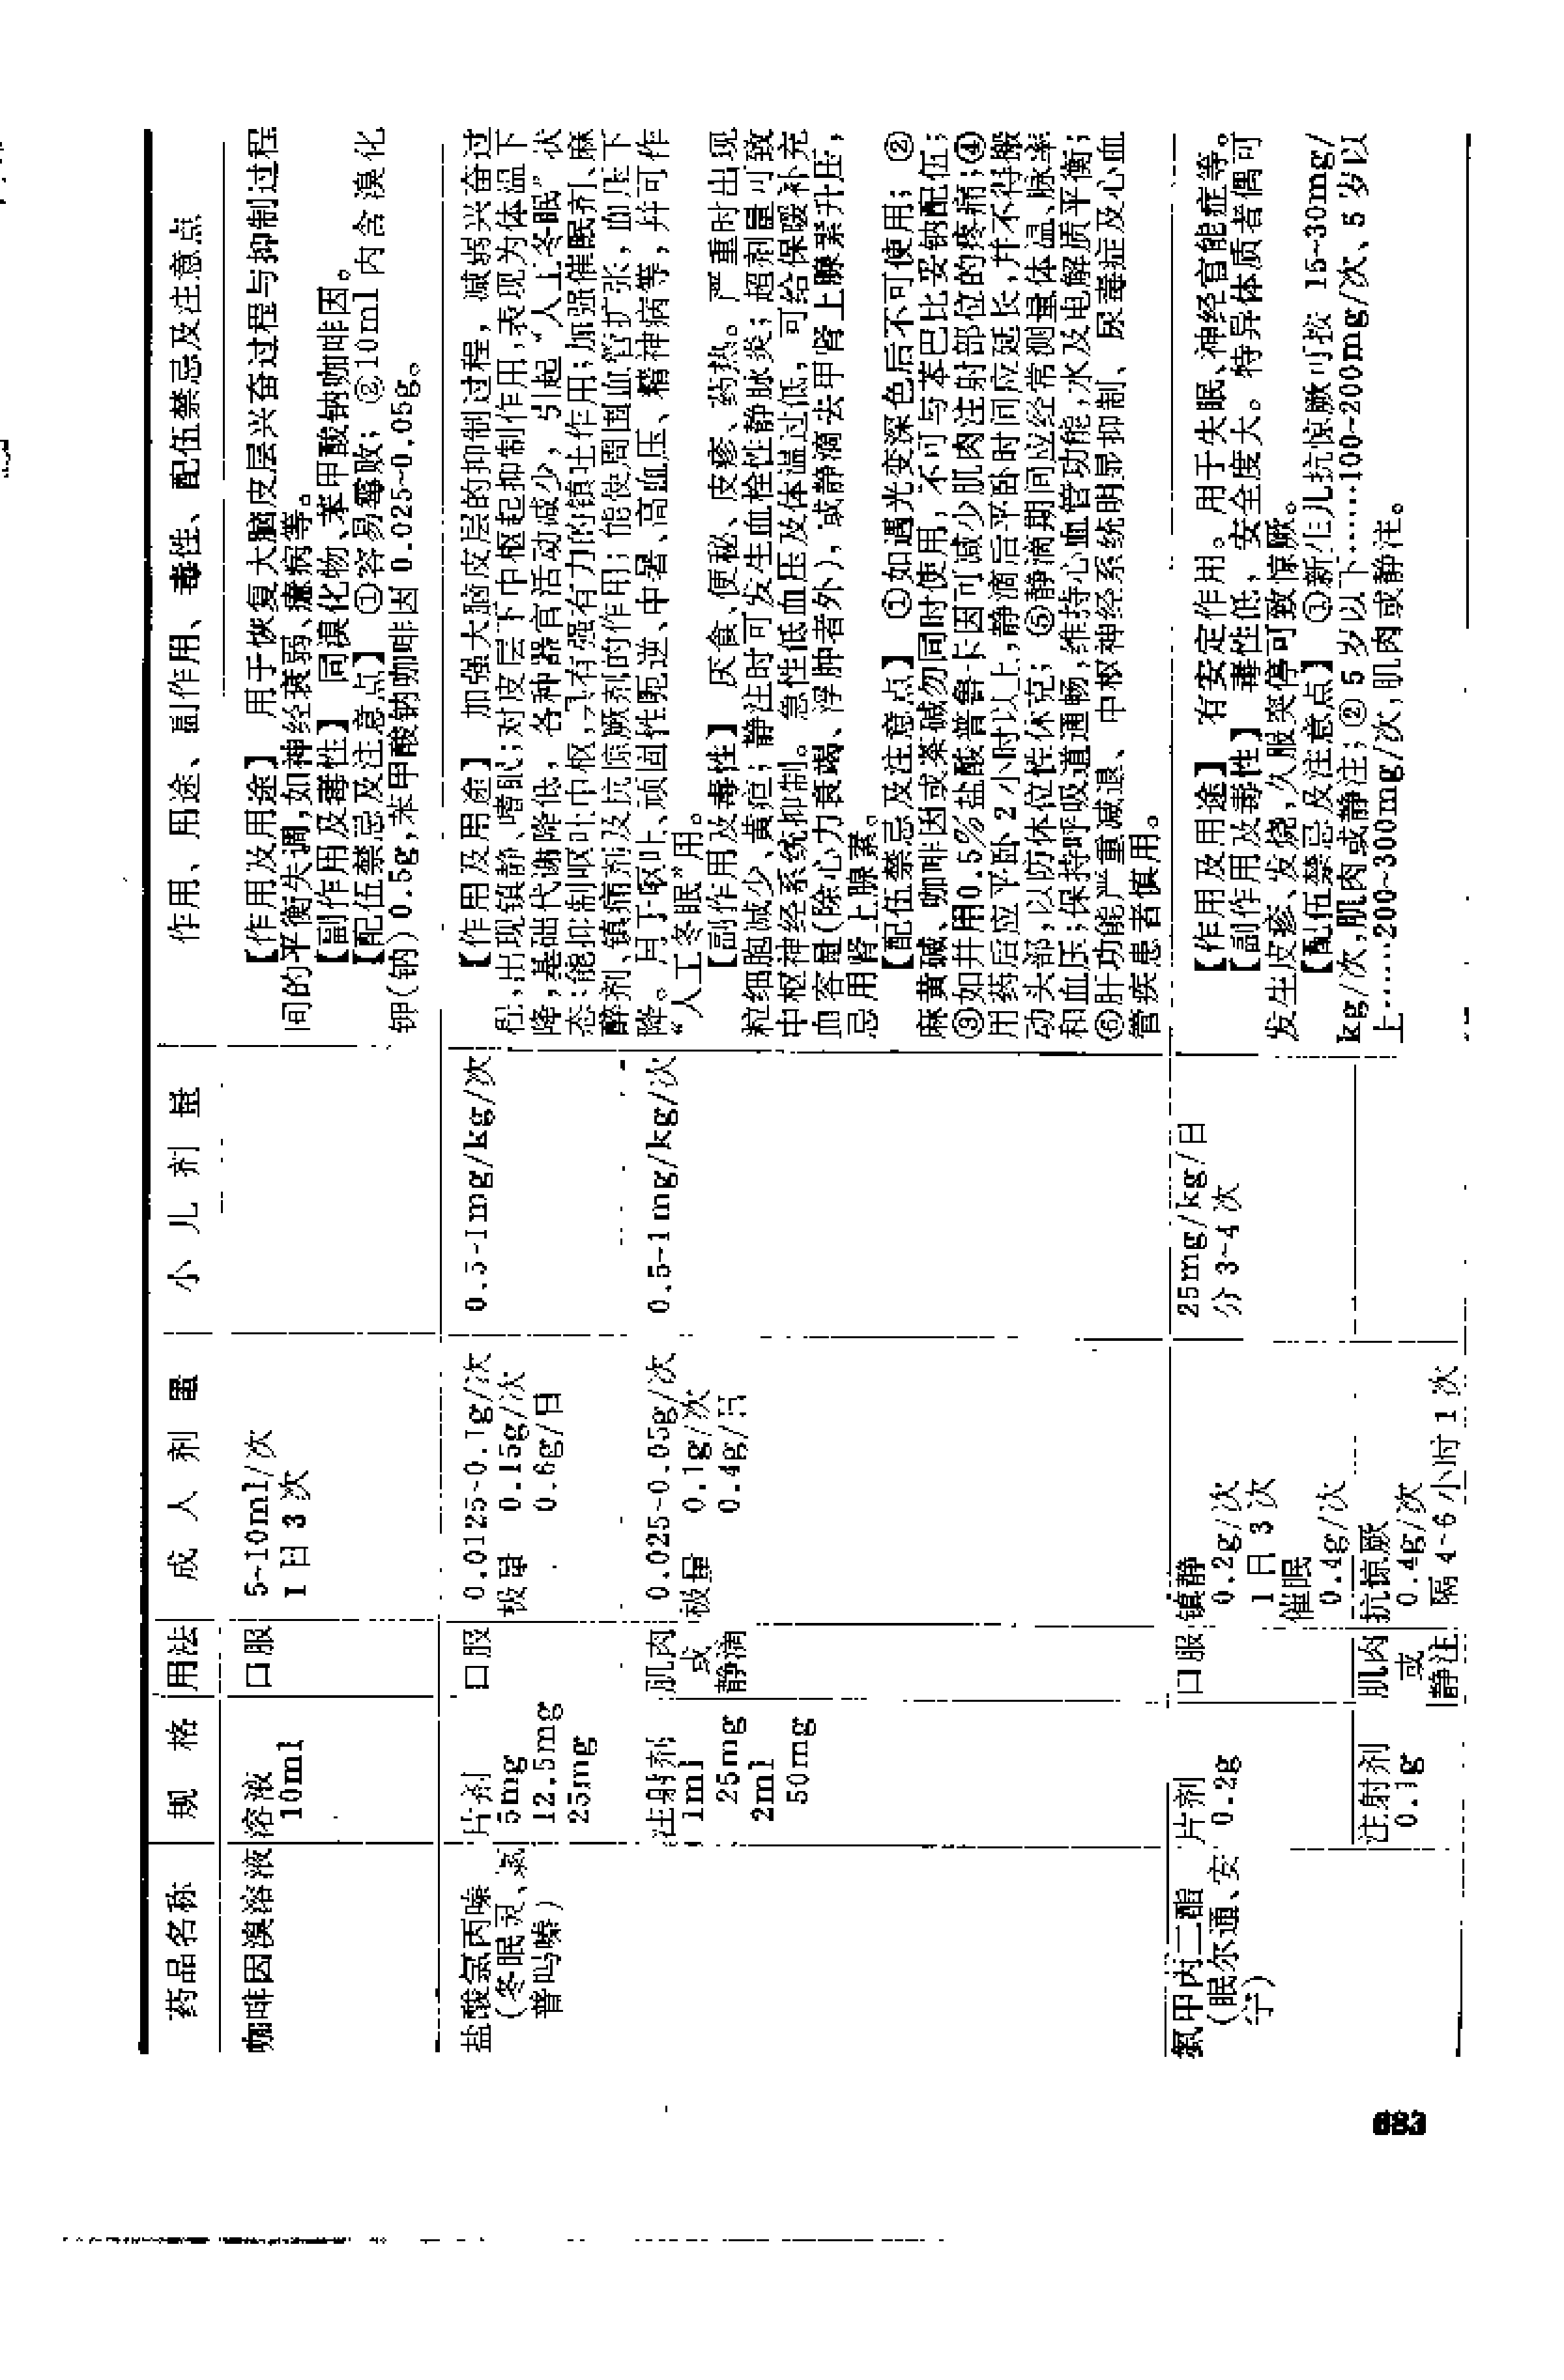 药品名称 规格 用法 成人剂量 小儿剂量 作用、用途、副作用、毒性、配伍禁忌及注意点
咖啡因溴溶液
溶液
10ml
口服
5~10ml/次
1日3次
【作用及用途】 用于恢复大脑皮层兴奋过程与抑制过程
间的平衡失调,如神经衰弱、癔病等。
【副作用及毒性】 同溴化物、苯甲酸钠咖啡因。
【配伍禁忌及注意点】 ①容易霉败; ②10ml内含溴化
钾(钠)0.5g,苯甲酸钠咖啡因0.025~0.05g。
盐酸氯丙嗪
(冬眠灵、氯
普吗嗪)
片剂
5mg
12.5mg
25mg
口服
0.0125~0.1g/次
极量 0.15g/次
0.6g/日
0.5~1mg/kg/次
注射剂
1ml
25mg
2ml
50mg
肌肉
或
静滴
0.025~0.05g/次
极量 0.1g/次
0.4g/日
0.5~1mg/kg/次
【作用及用途】 加强大脑皮层的抑制过程,减弱兴奋过
程,出现镇静、嗜眠;对皮层下中枢起抑制作用,表现为体温下
降,基础代谢降低,各种器官活动减少,引起“人工冬眠”状
态;能抑制呕吐中枢,具有强有力的镇吐作用;加强催眠剂、麻
醉剂、镇痛剂及抗惊厥剂的作用;能使周围血管扩张,血压下
降。可用于呕吐、顽固性呃逆、中暑、高血压、精神病等,并可作
“人工冬眠”用。
【副作用及毒性】 厌食、便秘、皮疹、药热。严重时出现
粒细胞减少、黄疸;静注时可发生血栓性静脉炎;超剂量可致
中枢神经系统抑制。急性低血压及体温过低,可给保暖补充
血容量(除心力衰竭、浮肿者外),或静滴去甲肾上腺素升压,
忌用肾上腺素。
【配伍禁忌及注意点】 ①如遇光变深色后不可使用;②
麻黄碱、咖啡因或茶碱勿同时使用,不可与苯巴比妥钠配伍;
③如并用0.5%盐酸普鲁卡因可减少肌肉注射部位的疼痛;④
用药后应平卧2小时以上,静滴后平卧时间应延长,并不得搬
动头部,以防体位性休克;⑤静滴期间应经常测量体温、脉率
和血压;保持呼吸道通畅,维持心血管功能;水及电解质平衡;
⑥肝功能严重减退、中枢神经系统明显抑制、尿毒症及心血
管疾患者慎用。
氨甲丙二酯
(眠尔通、安
宁)
片剂
0.2g
口服
镇静
0.2g/次
1日3次
催眠
0.4g/次
25mg/kg/日
分3~4次
注射剂
0.1g
肌肉
或
静注
抗惊厥
0.4g/次
隔4~6小时1次
【作用及用途】 有安定作用。用于失眠、神经官能症等。
【副作用及毒性】 毒性低,安全度大。特异体质者偶可
发生皮疹、发烧,久服突停可致惊厥。
【配伍禁忌及注意点】 ①新生儿抗惊厥可按 15~30mg/
kg/次,肌肉或静注;②5岁以下……100~200mg/次、5岁以
上……200~300mg/次,肌肉或静注。
683